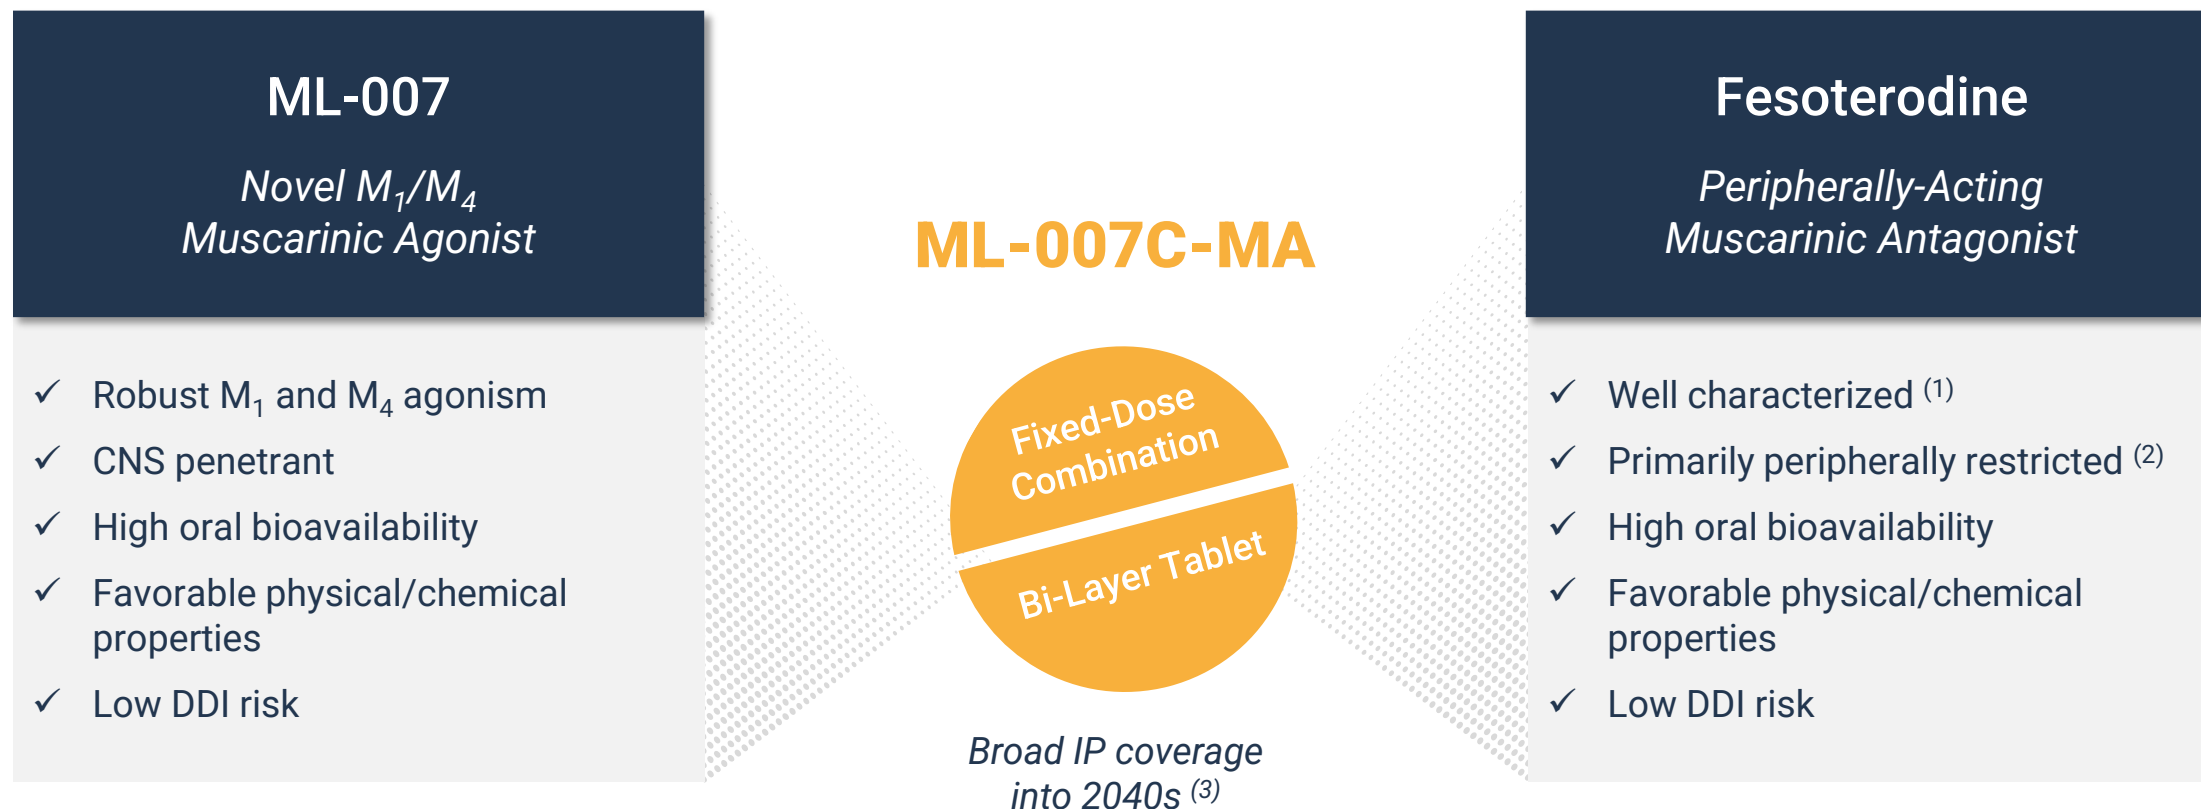 ML-007
Novel M₁/M₄
Muscarinic Agonist
✓ Robust M₁ and M₄ agonism
✓ CNS penetrant
✓ High oral bioavailability
✓ Favorable physical/chemical
properties
✓ Low DDI risk
ML-007C-MA
Fixed-Dose
Combination
Bi-Layer Tablet
Broad IP coverage
into 2040s (3)
Fesoterodine
Peripherally-Acting
Muscarinic Antagonist
✓ Well characterized (1)
✓ Primarily peripherally restricted (2)
✓ High oral bioavailability
✓ Favorable physical/chemical
properties
✓ Low DDI risk